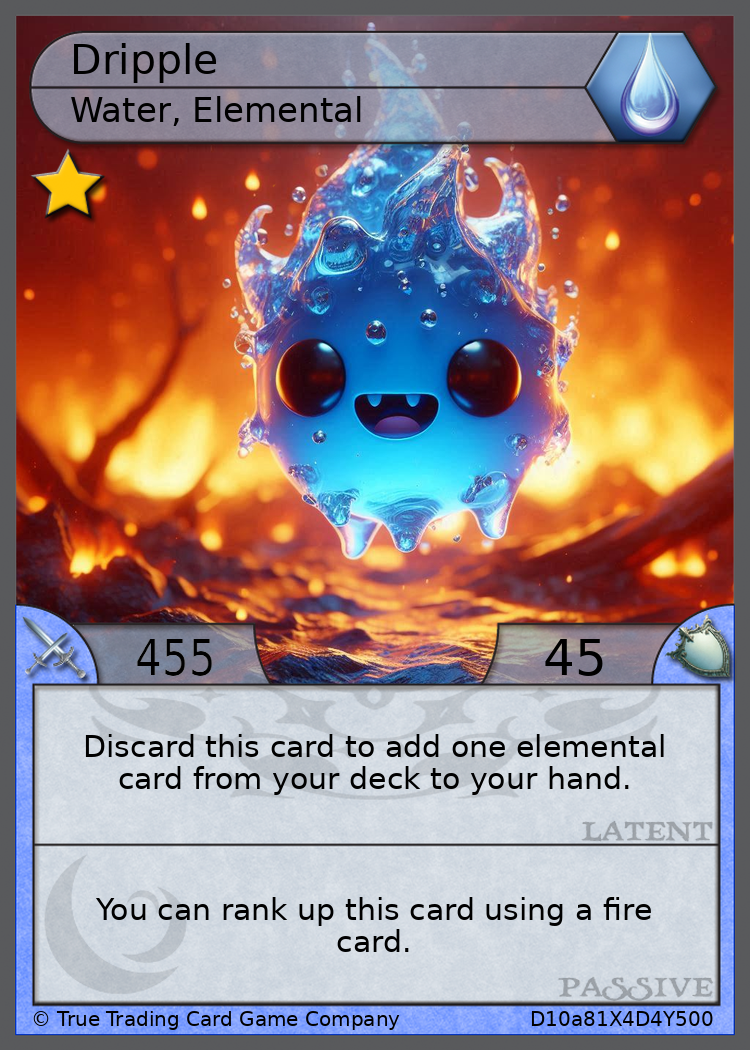 Dripple
Water, Elemental
455
45
Discard this card to add one elemental
card from your deck to your hand.
LATENT
You can rank up this card using a fire
card.
PASSIVE
© True Trading Card Game Company
D10a81X4D4Y500